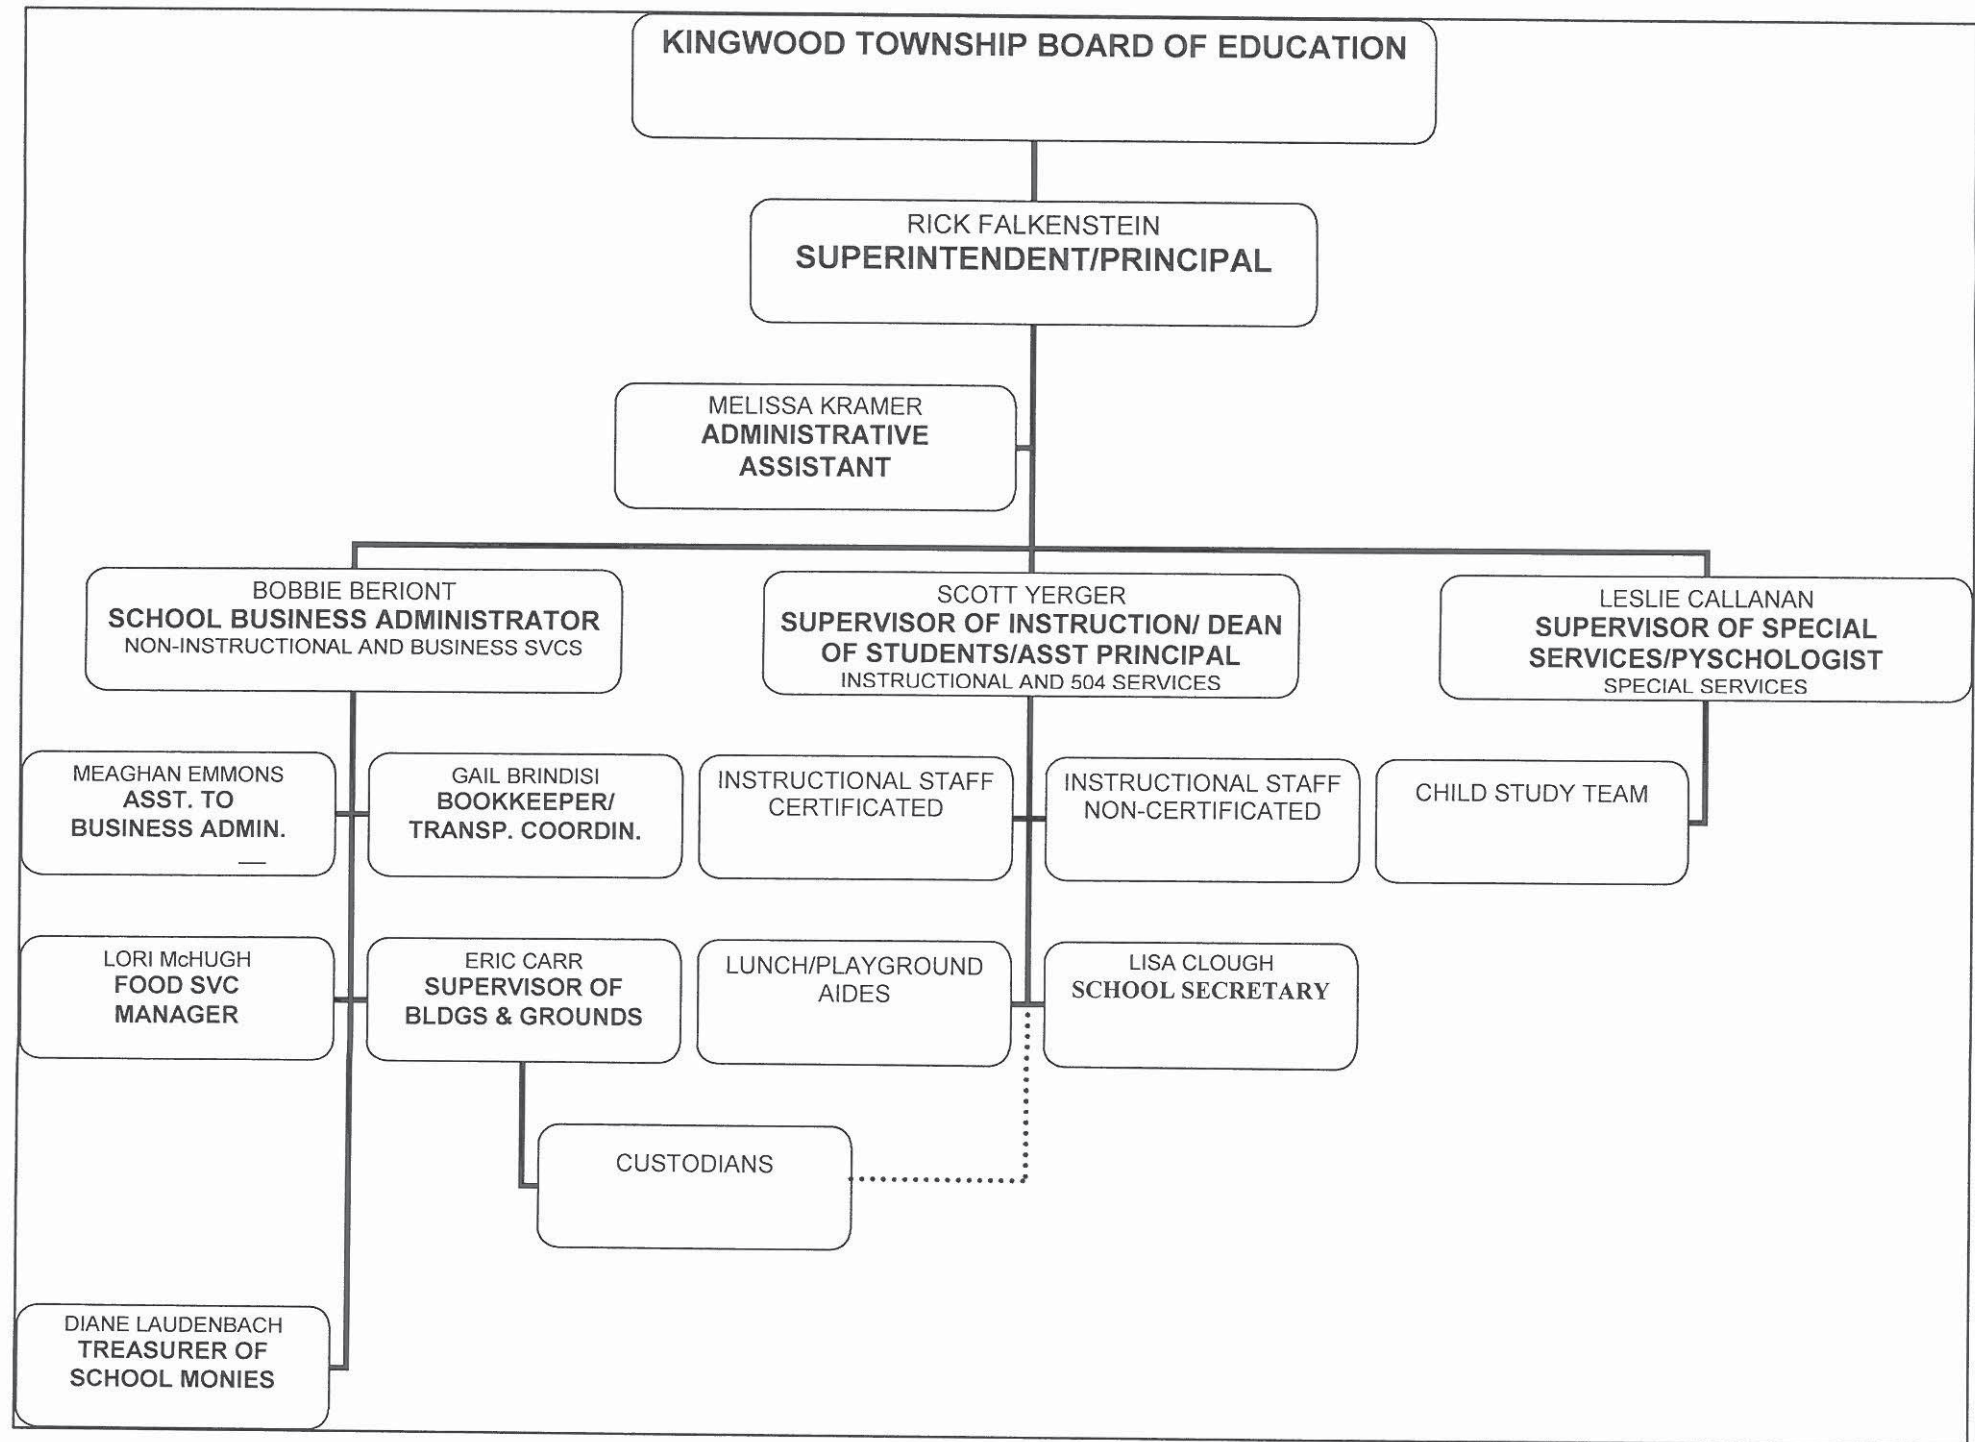 KINGWOOD TOWNSHIP BOARD OF EDUCATION
RICK FALKENSTEIN
SUPERINTENDENT/PRINCIPAL
MELISSA KRAMER
ADMINISTRATIVE
ASSISTANT
BOBBIE BERIONT
SCHOOL BUSINESS ADMINISTRATOR
NON-INSTRUCTIONAL AND BUSINESS SVCS
SCOTT YERGER
SUPERVISOR OF INSTRUCTION/ DEAN
OF STUDENTS/ASST PRINCIPAL
INSTRUCTIONAL AND 504 SERVICES
LESLIE CALLANAN
SUPERVISOR OF SPECIAL
SERVICES/PYSCHOLOGIST
SPECIAL SERVICES
MEAGHAN EMMONS
ASST. TO
BUSINESS ADMIN.
GAIL BRINDISI
BOOKKEEPER/
TRANSP. COORDIN.
INSTRUCTIONAL STAFF
CERTIFICATED
INSTRUCTIONAL STAFF
NON-CERTIFICATED
CHILD STUDY TEAM
LORI McHUGH
FOOD SVC
MANAGER
ERIC CARR
SUPERVISOR OF
BLDGS & GROUNDS
LUNCH/PLAYGROUND
AIDES
LISA CLOUGH
SCHOOL SECRETARY
CUSTODIANS
DIANE LAUDENBACH
TREASURER OF
SCHOOL MONIES